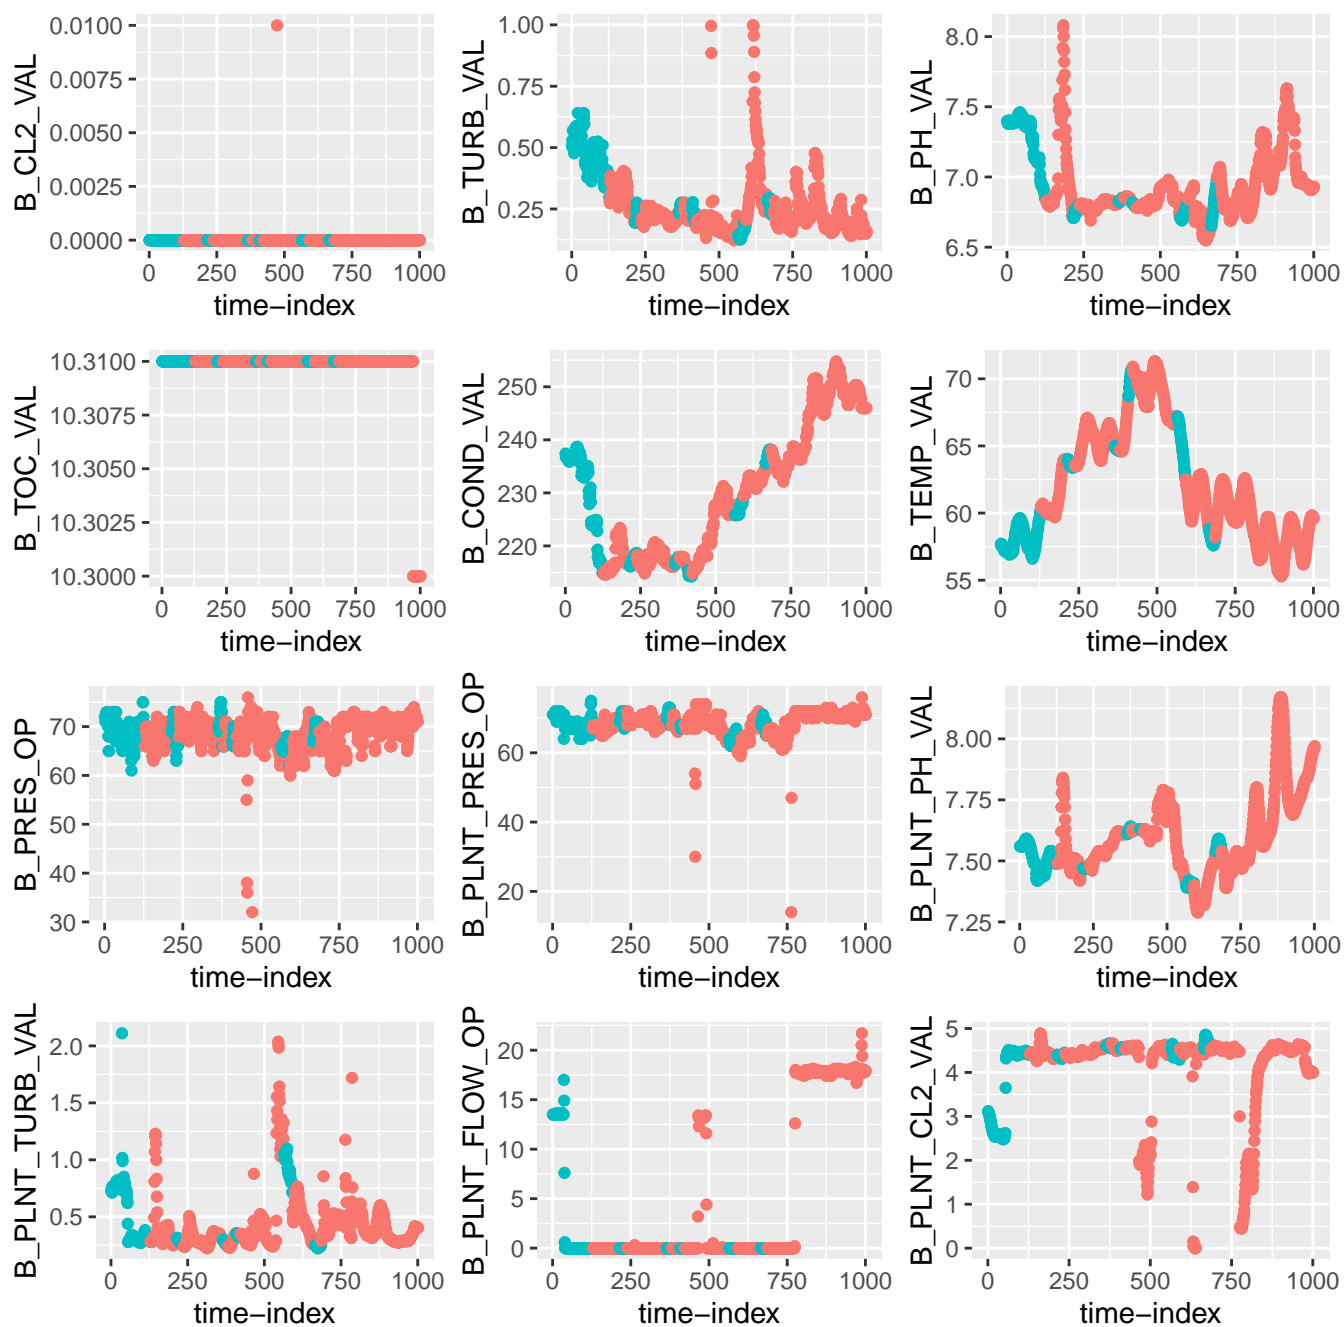 B_CL2_VAL
0.0100
0.0075
0.0050
0.0025
0.0000
0 250 500 750 1000
time−index
B_TURB_VAL
1.00
0.75
0.50
0.25
0 250 500 750 1000
time−index
B_PH_VAL
8.0
7.5
7.0
6.5
0 250 500 750 1000
time−index
B_TOC_VAL
10.3100
10.3075
10.3050
10.3025
10.3000
0 250 500 750 1000
time−index
B_COND_VAL
250
240
230
220
0 250 500 750 1000
time−index
B_TEMP_VAL
70
65
60
55
0 250 500 750 1000
time−index
B_PRES_OP
70
60
50
40
30
0 250 500 750 1000
time−index
B_PLNT_PRES_OP
60
40
20
0 250 500 750 1000
time−index
B_PLNT_PH_VAL
8.00
7.75
7.50
7.25
0 250 500 750 1000
time−index
B_PLNT_TURB_VAL
2.0
1.5
1.0
0.5
0 250 500 750 1000
time−index
B_PLNT_FLOW_OP
20
15
10
5
0
0 250 500 750 1000
time−index
B_PLNT_CL2_VAL
5
4
3
2
1
0
0 250 500 750 1000
time−index